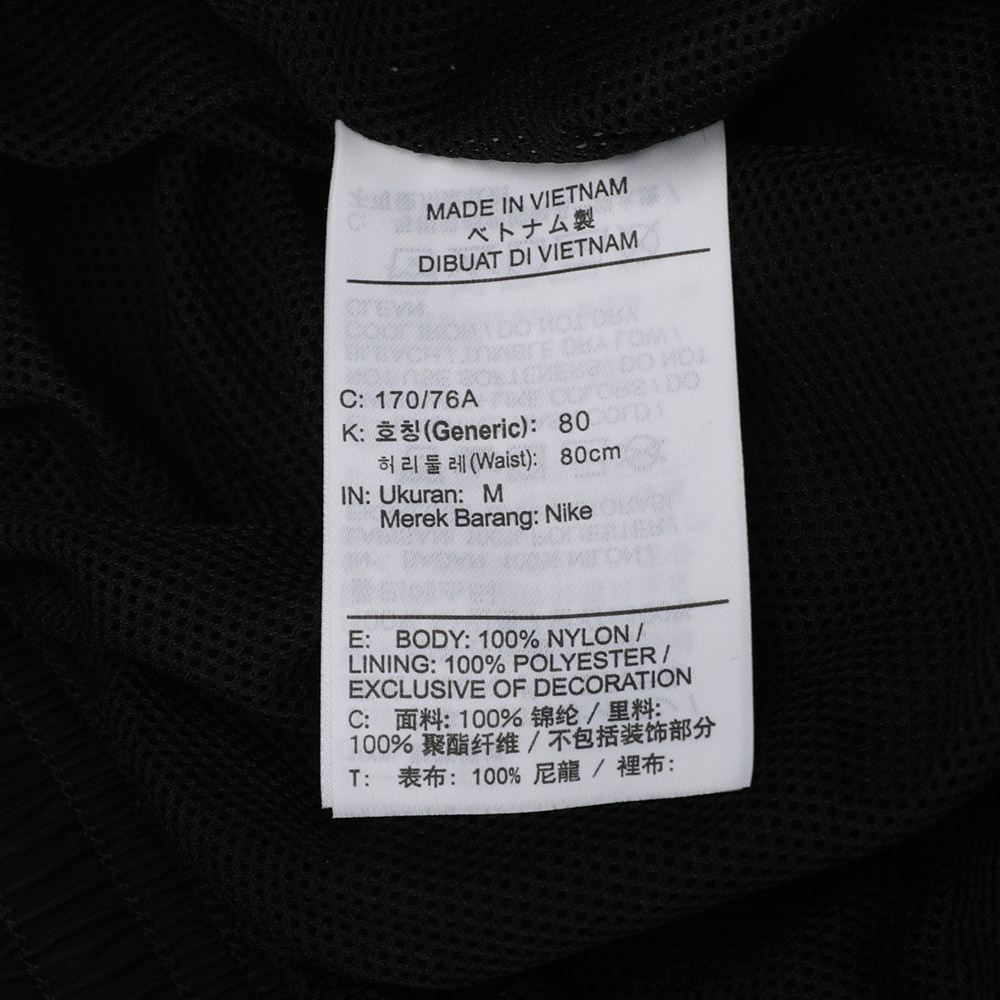 MADE IN VIETNAM
ベトナム製
DIBUAT DI VIETNAM
C: 170/76A
K: 호칭(Generic): 80
허리둘레(Waist): 80cm
IN: Ukuran: M
Merek Barang: Nike
E: BODY: 100% NYLON /
LINING: 100% POLYESTER /
EXCLUSIVE OF DECORATION
C: 面料: 100% 锦纶 / 里料:
100% 聚酯纤维 / 不包括装饰部分
T: 表布: 100% 尼龍 / 裡布: